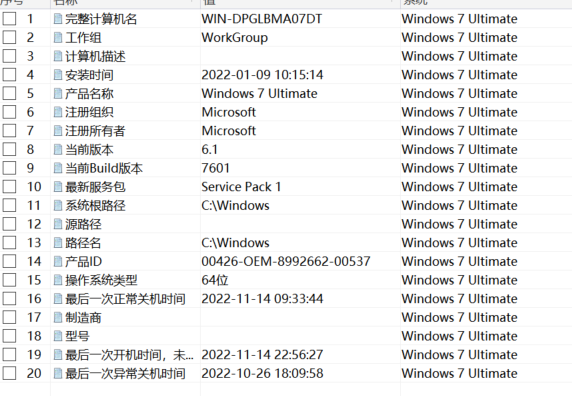 序号 名称 值 系统
1 完整计算机名 WIN-DPGLBMA07DT Windows 7 Ultimate
2 工作组 WorkGroup Windows 7 Ultimate
3 计算机描述 Windows 7 Ultimate
4 安装时间 2022-01-09 10:15:14 Windows 7 Ultimate
5 产品名称 Windows 7 Ultimate Windows 7 Ultimate
6 注册组织 Microsoft Windows 7 Ultimate
7 注册所有者 Microsoft Windows 7 Ultimate
8 当前版本 6.1 Windows 7 Ultimate
9 当前Build版本 7601 Windows 7 Ultimate
10 最新服务包 Service Pack 1 Windows 7 Ultimate
11 系统根路径 C:\Windows Windows 7 Ultimate
12 源路径 Windows 7 Ultimate
13 路径名 C:\Windows Windows 7 Ultimate
14 产品ID 00426-OEM-8992662-00537 Windows 7 Ultimate
15 操作系统类型 64位 Windows 7 Ultimate
16 最后一次正常关机时间 2022-11-14 09:33:44 Windows 7 Ultimate
17 制造商 Windows 7 Ultimate
18 型号 Windows 7 Ultimate
19 最后一次开机时间，未... 2022-11-14 22:56:27 Windows 7 Ultimate
20 最后一次异常关机时间 2022-10-26 18:09:58 Windows 7 Ultimate